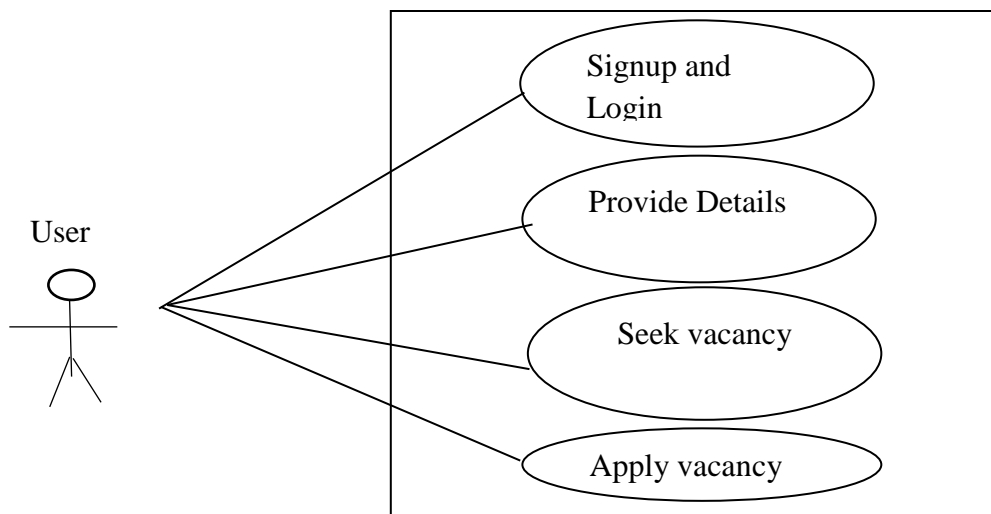 Signup and
Login
Provide Details
User
Seek vacancy
Apply vacancy